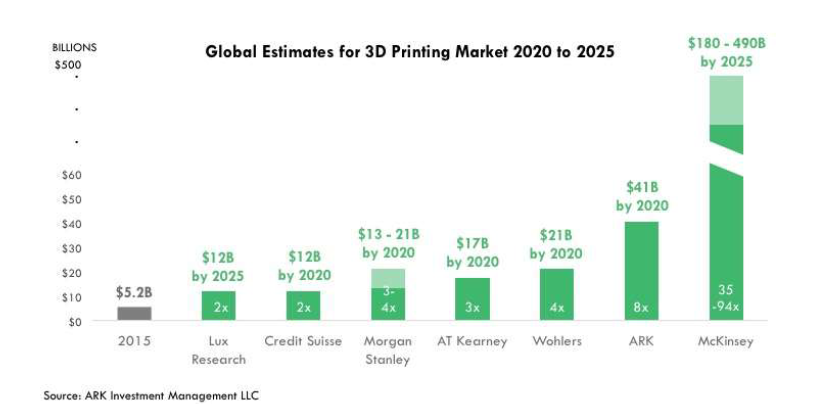 BILLIONS
$500
Global Estimates for 3D Printing Market 2020 to 2025
$180 - 490B
by 2025
$60
$50
$40
$30
$20
$10
$0
$5.2B
$12B
by 2025
2x
$12B
by 2020
2x
$13 - 21B
by 2020
3-
4x
$17B
by 2020
3x
$21B
by 2020
4x
$41B
by 2020
8x
35
-94x
2015
Lux
Research
Credit Suisse
Morgan
Stanley
AT Kearney
Wohlers
ARK
McKinsey
Source: ARK Investment Management LLC